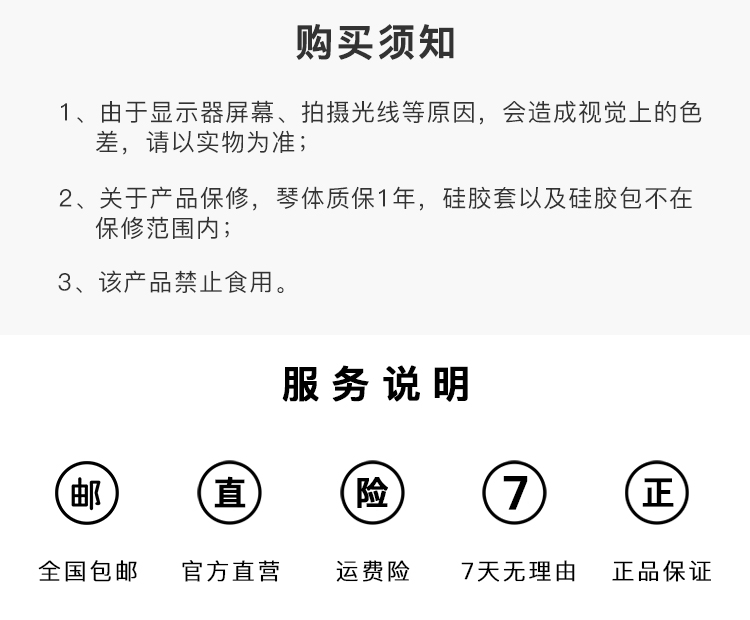 购买须知
1、由于显示器屏幕、拍摄光线等原因，会造成视觉上的色
差，请以实物为准；
2、关于产品保修，琴体质保1年，硅胶套以及硅胶包不在
保修范围内；
3、该产品禁止食用。
服务说明
邮 直 险 7 正
全国包邮 官方直营 运费险 7天无理由 正品保证